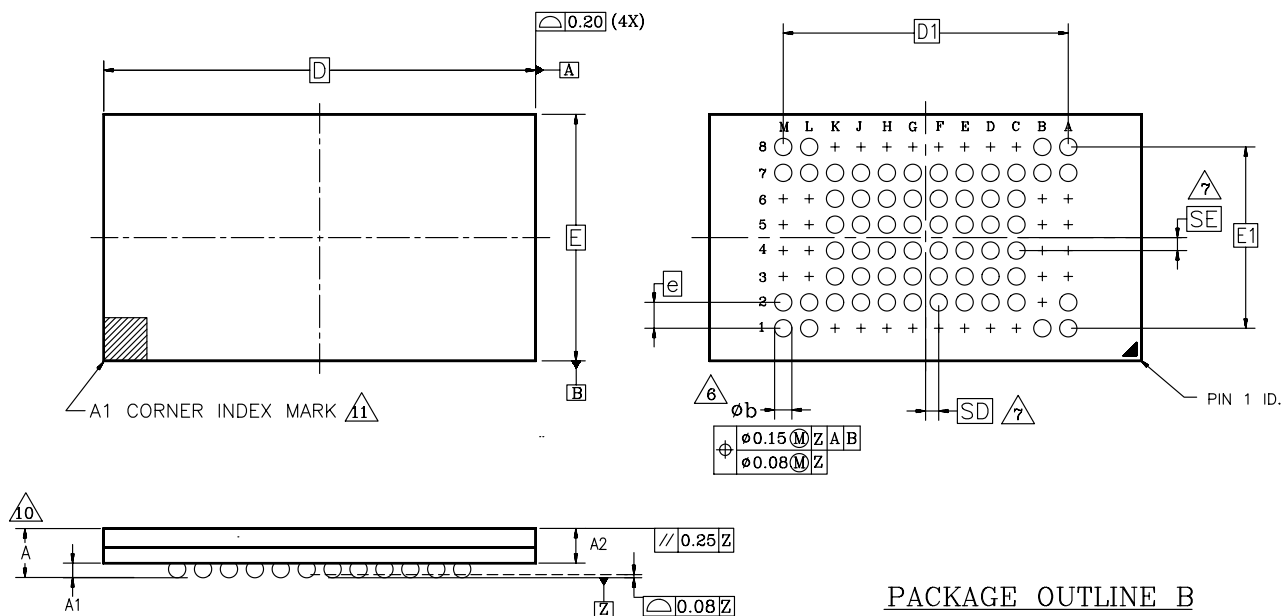 ⌓ 0.20 (4X)
D
A
E
B
A1 CORNER INDEX MARK 11
D1
M L K J H G F E D C B A
8
7
6
5
4
3
2
1
7
SE
E1
e
6
øb
SD 7
PIN 1 ID.
⌖ ø0.15 Ⓜ Z A B
ø0.08 Ⓜ Z
10
A
A1
A2
// 0.25 Z
Z
⌓ 0.08 Z
PACKAGE OUTLINE B